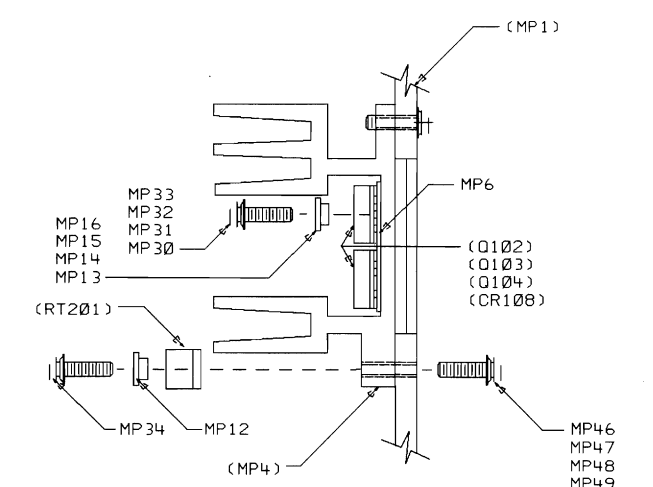 (MP1)
MP6
MP33
MP32
MP31
MP30
MP16
MP15
MP14
MP13
(Q102)
(Q103)
(Q104)
(CR108)
(RT201)
MP34
MP12
(MP4)
MP46
MP47
MP48
MP49